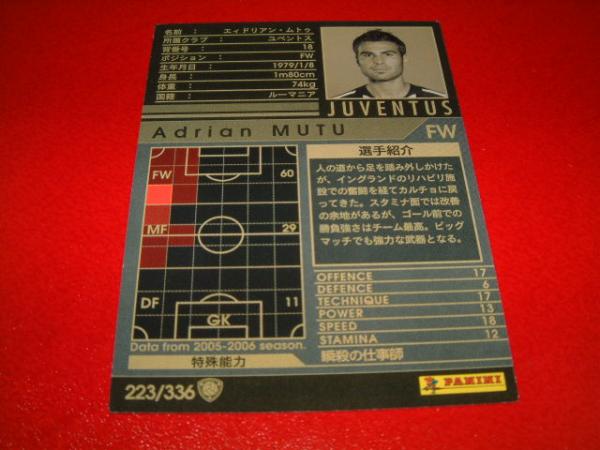 名前 : エィドリアン・ムトゥ
所属クラブ : ユベントス
背番号 : 18
ポジション : FW
生年月日 : 1979/1/8
身長 : 1m80cm
体重 : 74kg
国籍 : ルーマニア
JUVENTUS
Adrian MUTU FW
FW 60
MF 29
DF 11
GK
Data from 2005-2006 season.
選手紹介
人の道から足を踏み外しかけた
が、イングランドのリハビリ施
設での奮闘を経てカルチョに戻
ってきた。スタミナ面では改善
の余地があるが、ゴール前での
勝負強さはチーム最高。ビッグ
マッチでも強力な武器となる。
OFFENCE 17
DEFENCE 6
TECHNIQUE 17
POWER 13
SPEED 18
STAMINA 12
特殊能力 瞬殺の仕事師
223/336
PANINI